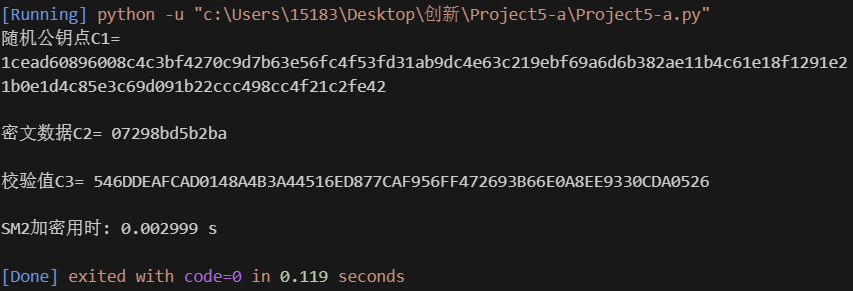 [Running] python -u "c:\Users\15183\Desktop\创新\Project5-a\Project5-a.py"
随机公钥点C1=
1cead60896008c4c3bf4270c9d7b63e56fc4f53fd31ab9dc4e63c219ebf69a6d6b382ae11b4c61e18f1291e2
1b0e1d4c85e3c69d091b22ccc498cc4f21c2fe42
密文数据C2= 07298bd5b2ba
校验值C3= 546DDEAFCAD0148A4B3A44516ED877CAF956FF472693B66E0A8EE9330CDA0526
SM2加密用时: 0.002999 s
[Done] exited with code=0 in 0.119 seconds